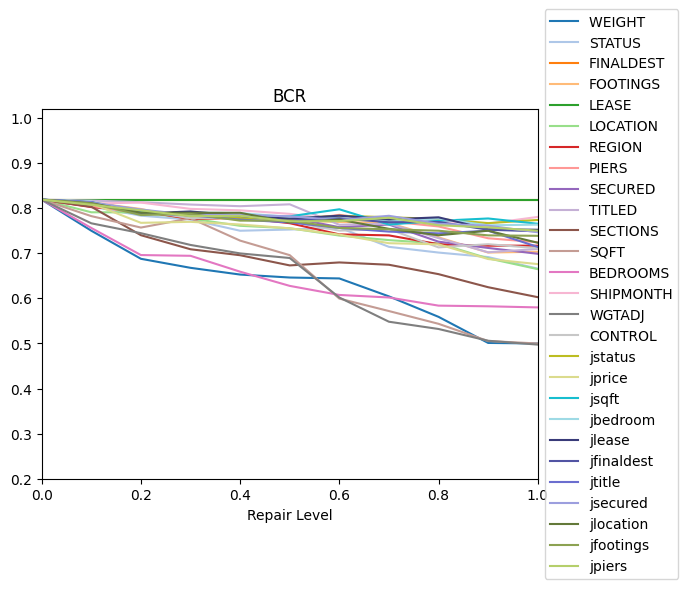 BCR
1.0
0.9
0.8
0.7
0.6
0.5
0.4
0.3
0.2
0.0
0.2
0.4
0.6
0.8
1.0
Repair Level
WEIGHT
STATUS
FINALDEST
FOOTINGS
LEASE
LOCATION
REGION
PIERS
SECURED
TITLED
SECTIONS
SQFT
BEDROOMS
SHIPMONTH
WGTADJ
CONTROL
jstatus
jprice
jsqft
jbedroom
jlease
jfinaldest
jtitle
jsecured
jlocation
jfootings
jpiers